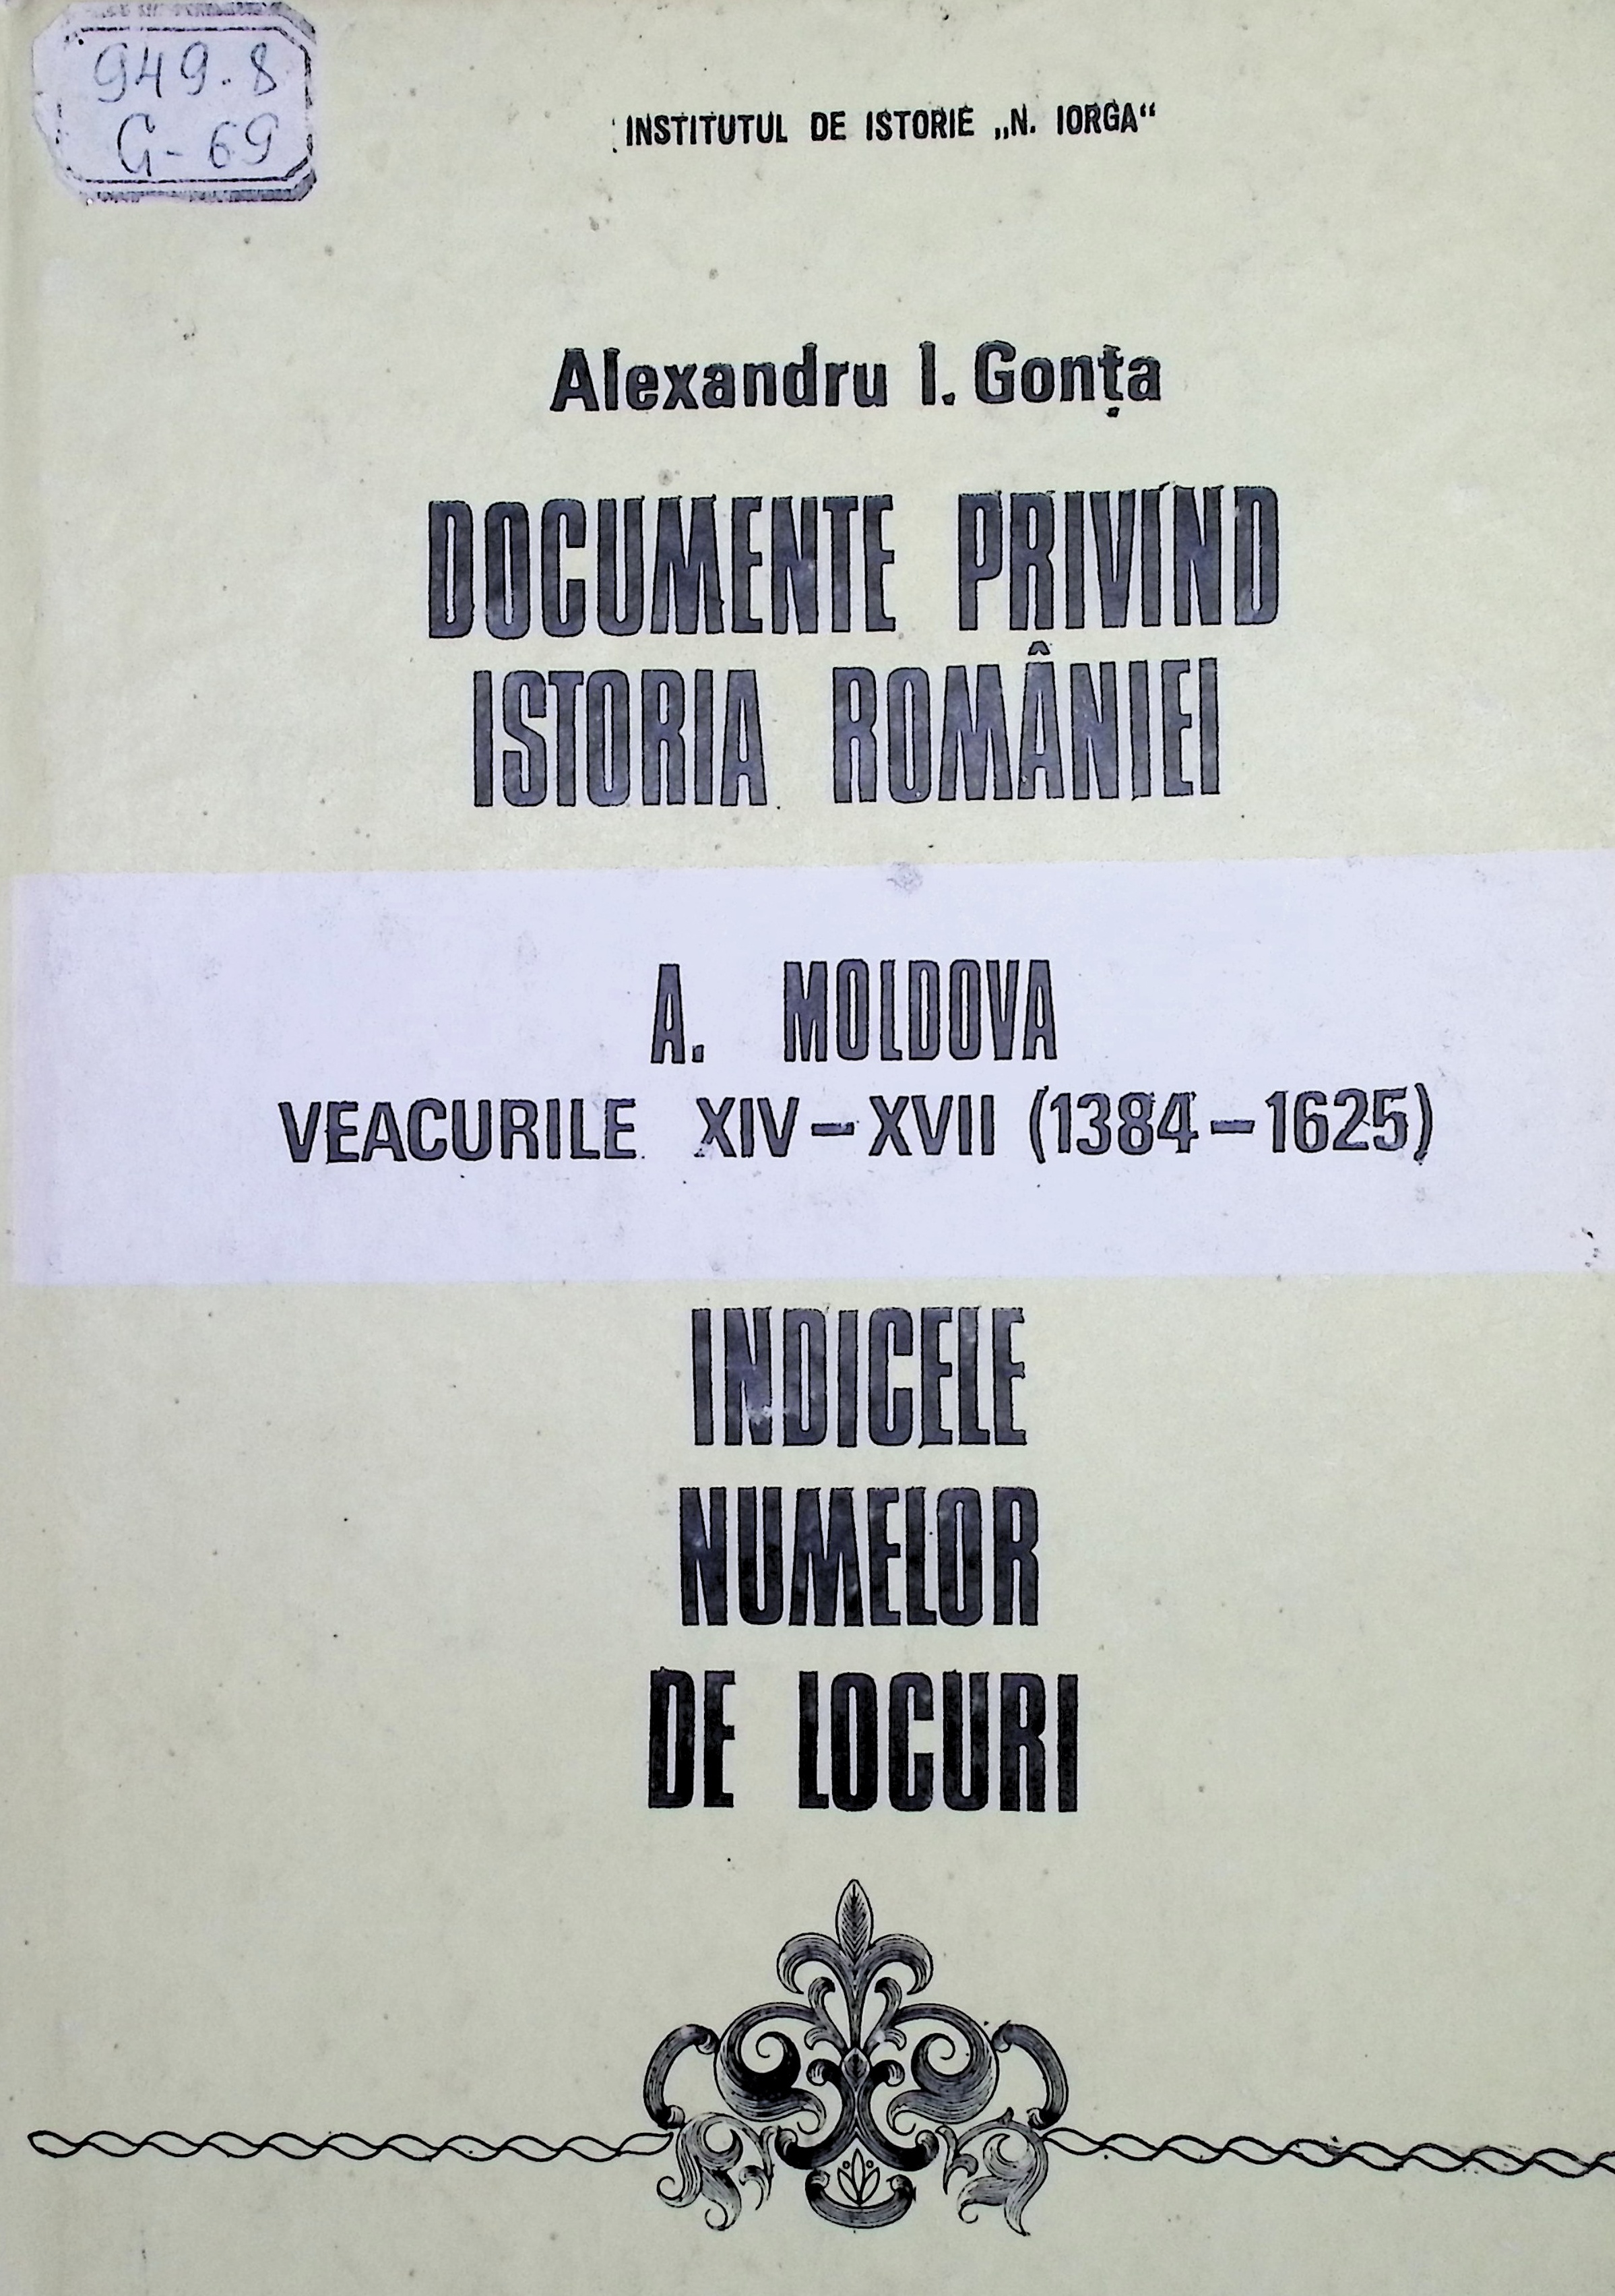 949.8
G-69
INSTITUTUL DE ISTORIE „N. IORGA“
Alexandru I. Gonța
DOCUMENTE PRIVIND
ISTORIA ROMÂNIEI
A. MOLDOVA
VEACURILE XIV–XVII (1384–1625)
INDICELE
NUMELOR
DE LOCURI